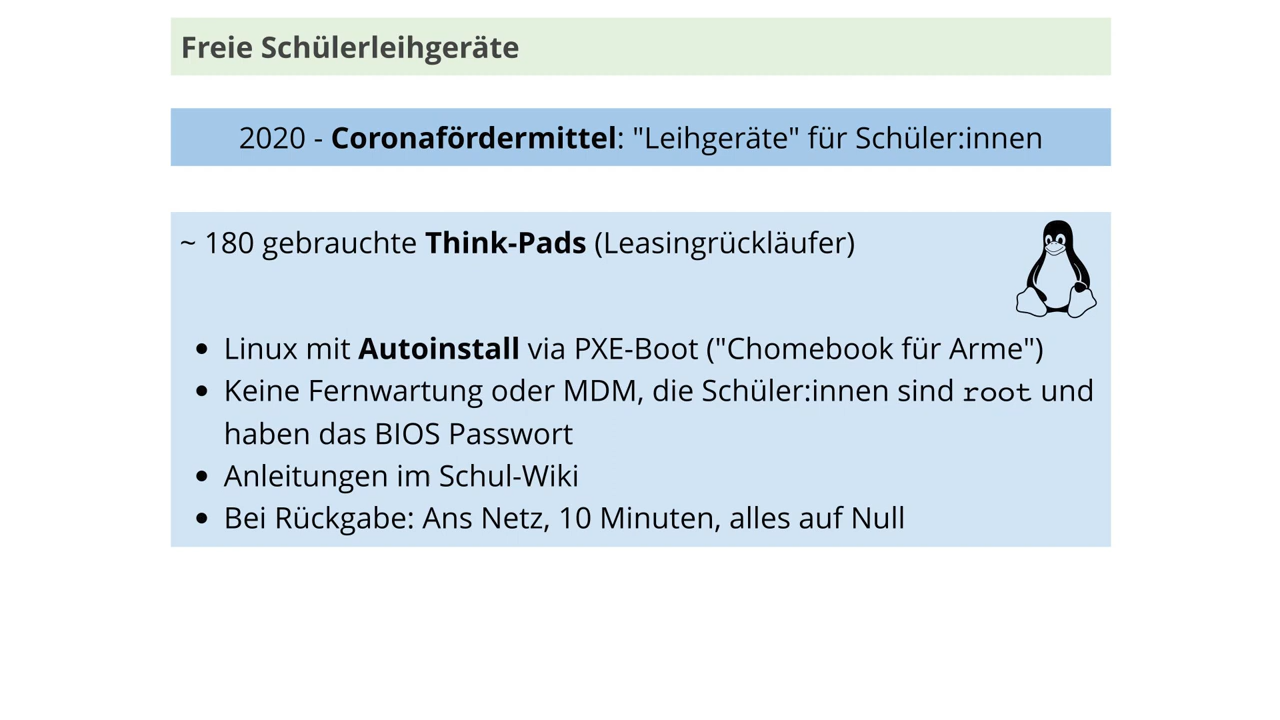 Freie Schülerleihgeräte
2020 - Coronafördermittel: "Leihgeräte" für Schüler:innen
~ 180 gebrauchte Think-Pads (Leasingrückläufer)
• Linux mit Autoinstall via PXE-Boot ("Chomebook für Arme")
• Keine Fernwartung oder MDM, die Schüler:innen sind root und
haben das BIOS Passwort
• Anleitungen im Schul-Wiki
• Bei Rückgabe: Ans Netz, 10 Minuten, alles auf Null